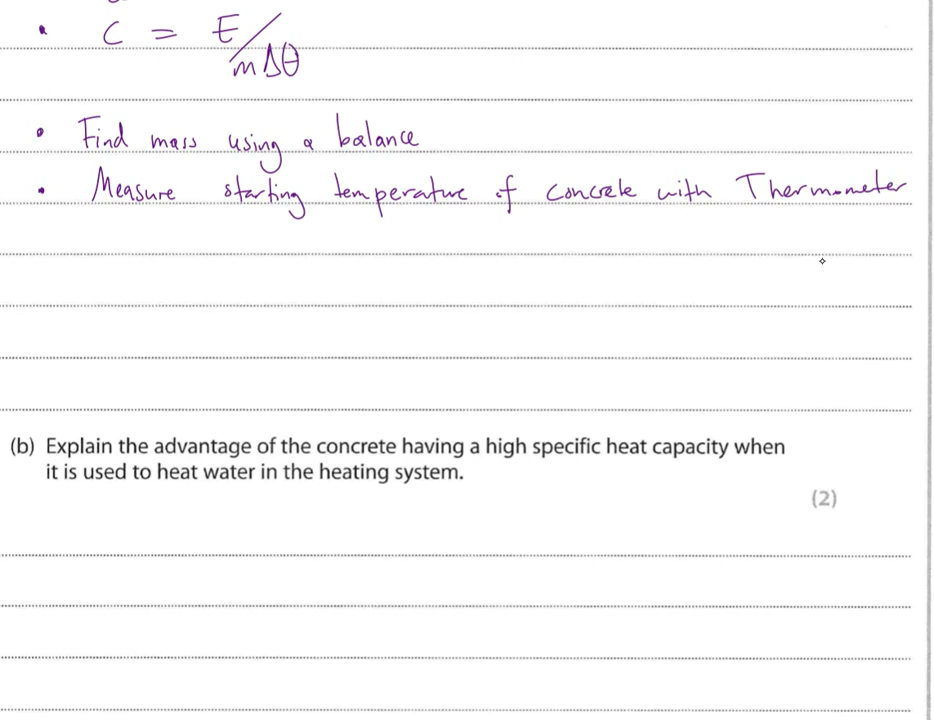 • C = E/mΔθ
• Find mass using a balance
• Measure starting temperature of concrete with Thermometer
(b) Explain the advantage of the concrete having a high specific heat capacity when
it is used to heat water in the heating system.
(2)